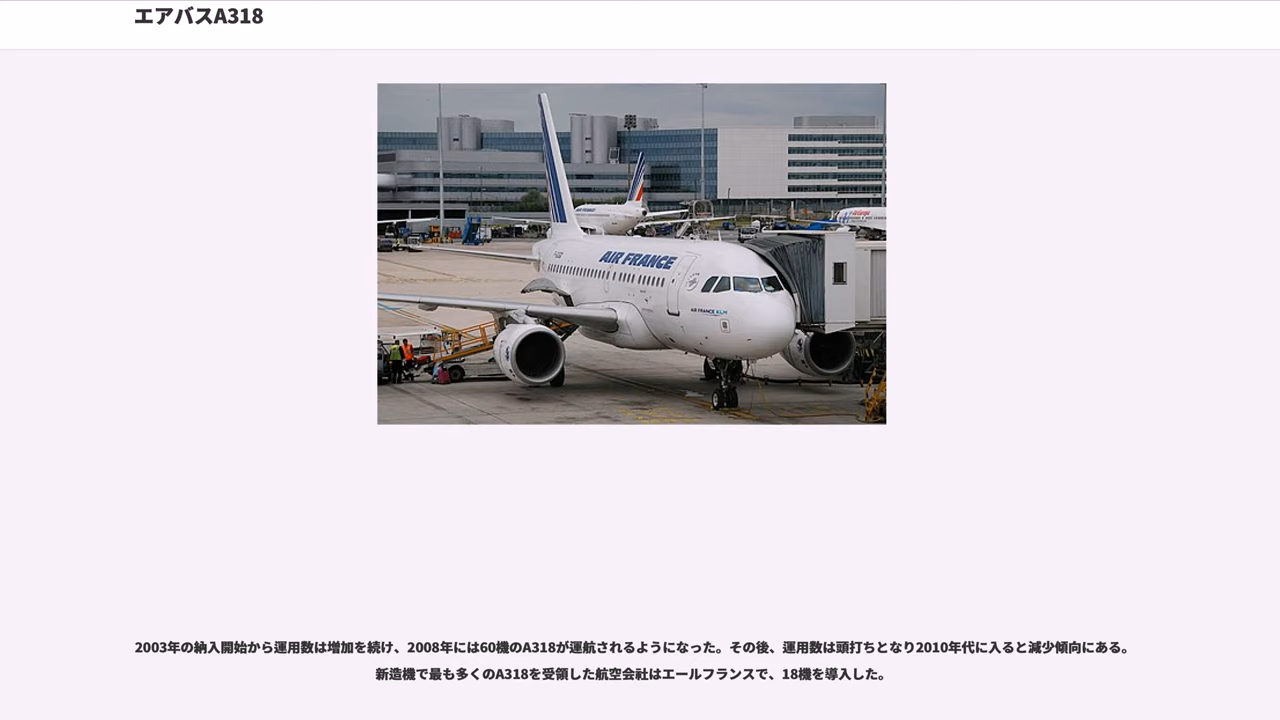 エアバスA318
AIR FRANCE
AIR FRANCE KLM
2003年の納入開始から運用数は増加を続け、2008年には60機のA318が運航されるようになった。その後、運用数は頭打ちとなり2010年代に入ると減少傾向にある。
新造機で最も多くのA318を受領した航空会社はエールフランスで、18機を導入した。